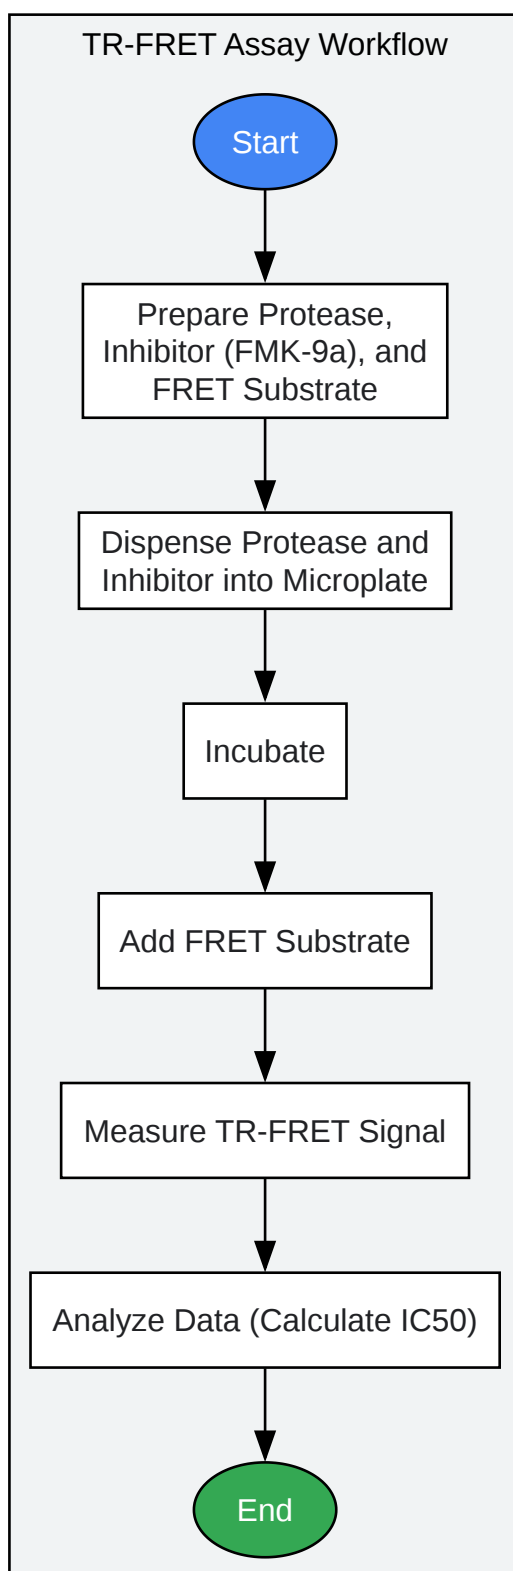 TR-FRET Assay Workflow
Start
Prepare Protease,
Inhibitor (FMK-9a), and
FRET Substrate
Dispense Protease and
Inhibitor into Microplate
Incubate
Add FRET Substrate
Measure TR-FRET Signal
Analyze Data (Calculate IC50)
End